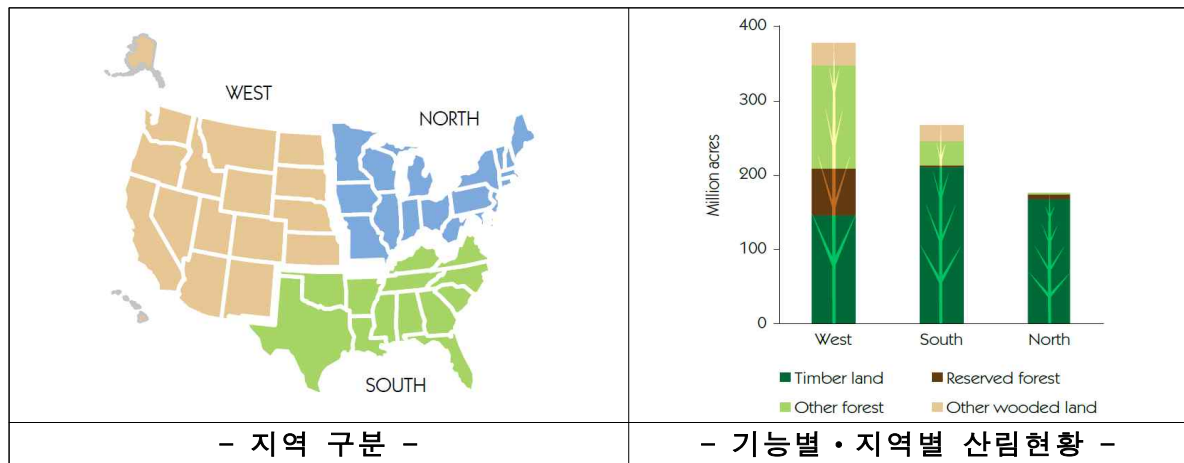 WEST
NORTH
SOUTH
400
300
200
100
0
Million acres
West South North
Timber land Reserved forest
Other forest Other wooded land
- 지역 구분 -
- 기능별・지역별 산림현황 -